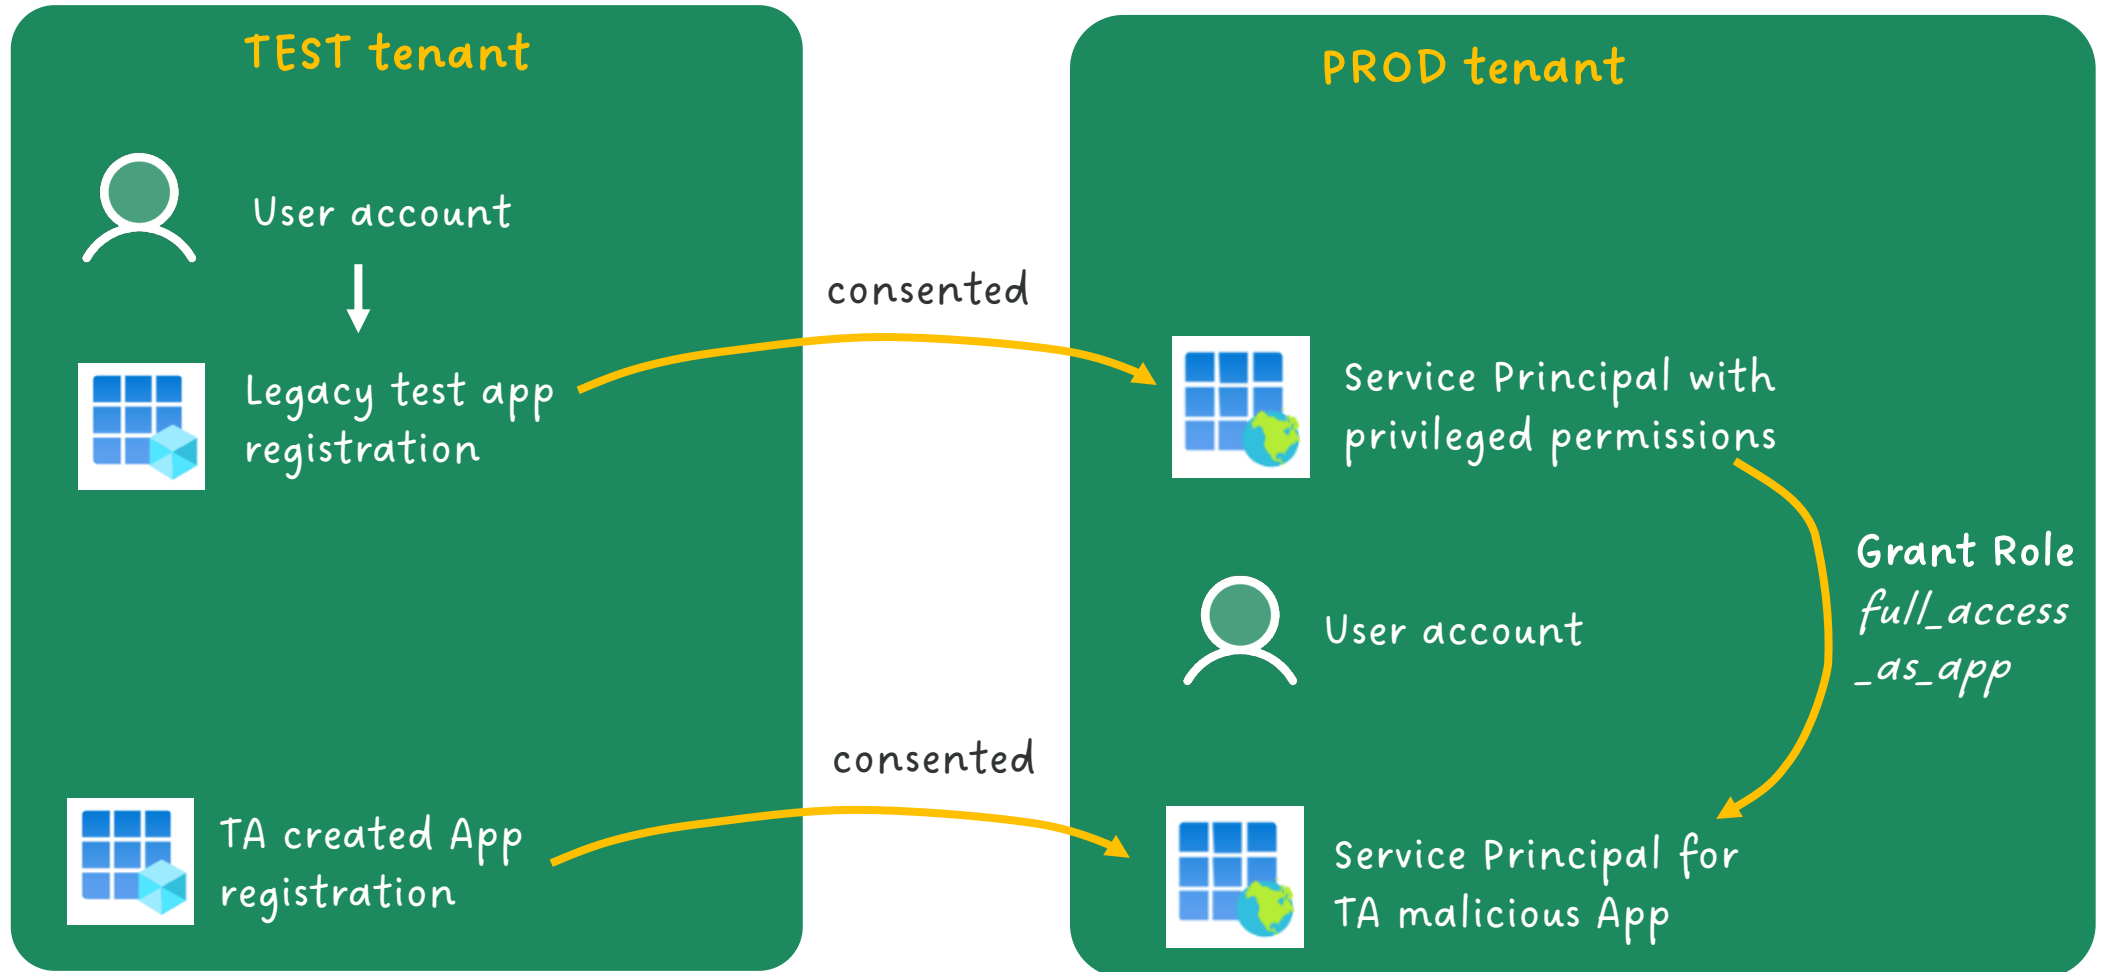 TEST tenant
User account
Legacy test app
registration
TA created App
registration
consented
consented
PROD tenant
Service Principal with
privileged permissions
Grant Role
full_access
_as_app
User account
Service Principal for
TA malicious App